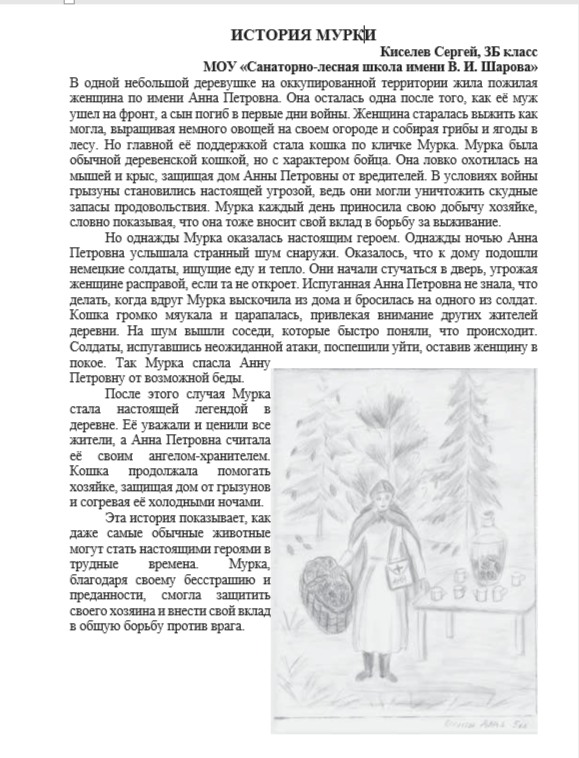 ИСТОРИЯ МУРКИ
Киселев Сергей, 3Б класс
МОУ «Санаторно-лесная школа имени В. И. Шарова»
В одной небольшой деревушке на оккупированной территории жила пожилая
женщина по имени Анна Петровна. Она осталась одна после того, как её муж
ушел на фронт, а сын погиб в первые дни войны. Женщина старалась выжить как
могла, выращивая немного овощей на своем огороде и собирая грибы и ягоды в
лесу. Но главной её поддержкой стала кошка по кличке Мурка. Мурка была
обычной деревенской кошкой, но с характером бойца. Она ловко охотилась на
мышей и крыс, защищая дом Анны Петровны от вредителей. В условиях войны
грызуны становились настоящей угрозой, ведь они могли уничтожить скудные
запасы продовольствия. Мурка каждый день приносила свою добычу хозяйке,
словно показывая, что она тоже вносит свой вклад в борьбу за выживание.
Но однажды Мурка оказалась настоящим героем. Однажды ночью Анна
Петровна услышала странный шум снаружи. Оказалось, что к дому подошли
немецкие солдаты, ищущие еду и тепло. Они начали стучаться в дверь, угрожая
женщине расправой, если та не откроет. Испуганная Анна Петровна не знала, что
делать, когда вдруг Мурка выскочила из дома и бросилась на одного из солдат.
Кошка громко мяукала и царапалась, привлекая внимание других жителей
деревни. На шум вышли соседи, которые быстро поняли, что происходит.
Солдаты, испугавшись неожиданной атаки, поспешили уйти, оставив женщину в
покое. Так Мурка спасла Анну
Петровну от возможной беды.
После этого случая Мурка
стала настоящей легендой в
деревне. Её уважали и ценили все
жители, а Анна Петровна считала
её своим ангелом-хранителем.
Кошка продолжала помогать
хозяйке, защищая дом от грызунов
и согревая её холодными ночами.
Эта история показывает, как
даже самые обычные животные
могут стать настоящими героями в
трудные времена. Мурка,
благодаря своему бесстрашию и
преданности, смогла защитить
своего хозяина и внести свой вклад
в общую борьбу против врага.